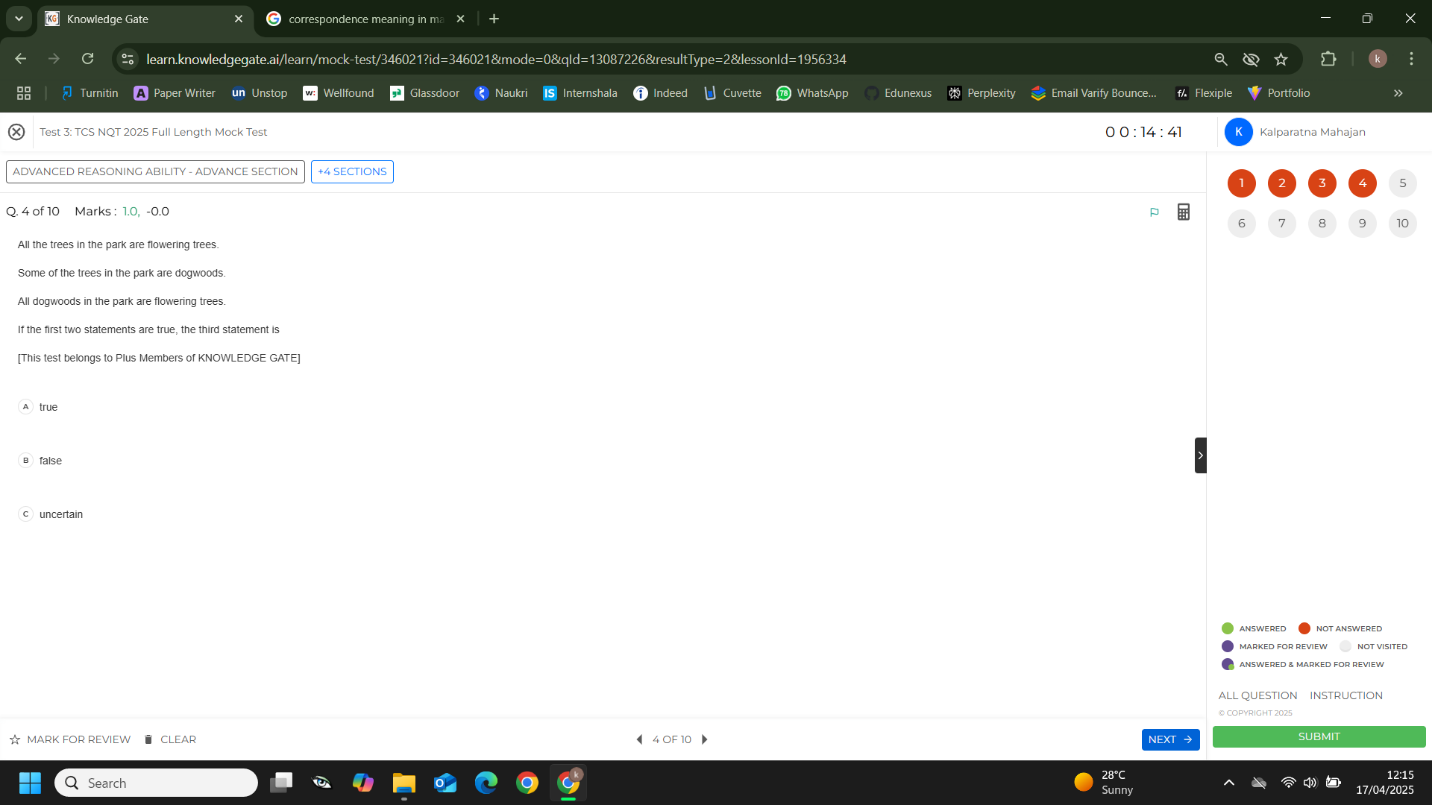 Knowledge Gate
correspondence meaning in ma
learn.knowledgegate.ai/learn/mock-test/346021?id=346021&mode=0&qId=13087226&resultType=2&lessonId=1956334
k
Turnitin
Paper Writer
Unstop
Wellfound
Glassdoor
Naukri
Internshala
Indeed
Cuvette
WhatsApp
Edunexus
Perplexity
Email Varify Bounce...
Flexiple
Portfolio
Test 3: TCS NQT 2025 Full Length Mock Test
00:14:41
K Kalparatna Mahajan
ADVANCED REASONING ABILITY - ADVANCE SECTION
+4 SECTIONS
1 2 3 4 5
6 7 8 9 10
Q. 4 of 10 Marks : 1.0, -0.0
All the trees in the park are flowering trees.
Some of the trees in the park are dogwoods.
All dogwoods in the park are flowering trees.
If the first two statements are true, the third statement is
[This test belongs to Plus Members of KNOWLEDGE GATE]
A true
B false
C uncertain
ANSWERED NOT ANSWERED
MARKED FOR REVIEW NOT VISITED
ANSWERED & MARKED FOR REVIEW
ALL QUESTION INSTRUCTION
© COPYRIGHT 2025
SUBMIT
MARK FOR REVIEW CLEAR
4 OF 10
NEXT
Search
28°C
Sunny
12:15
17/04/2025